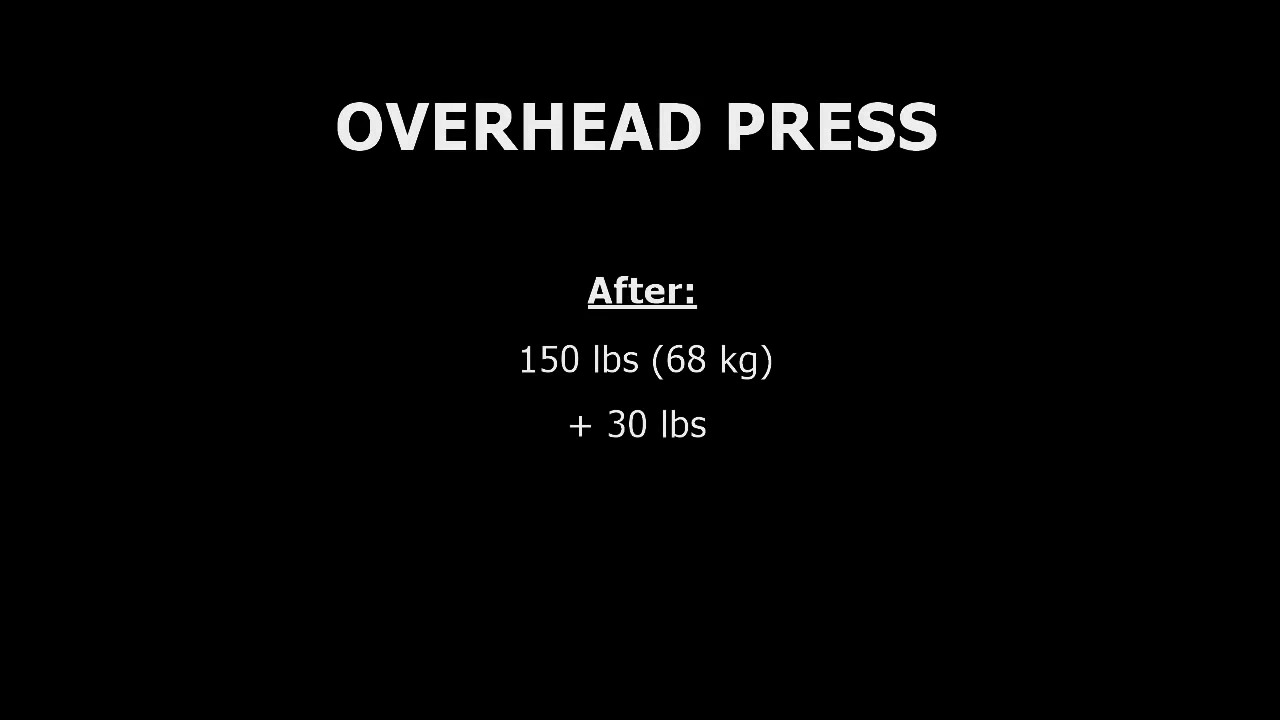 OVERHEAD PRESS
After:
150 lbs (68 kg)
+ 30 lbs